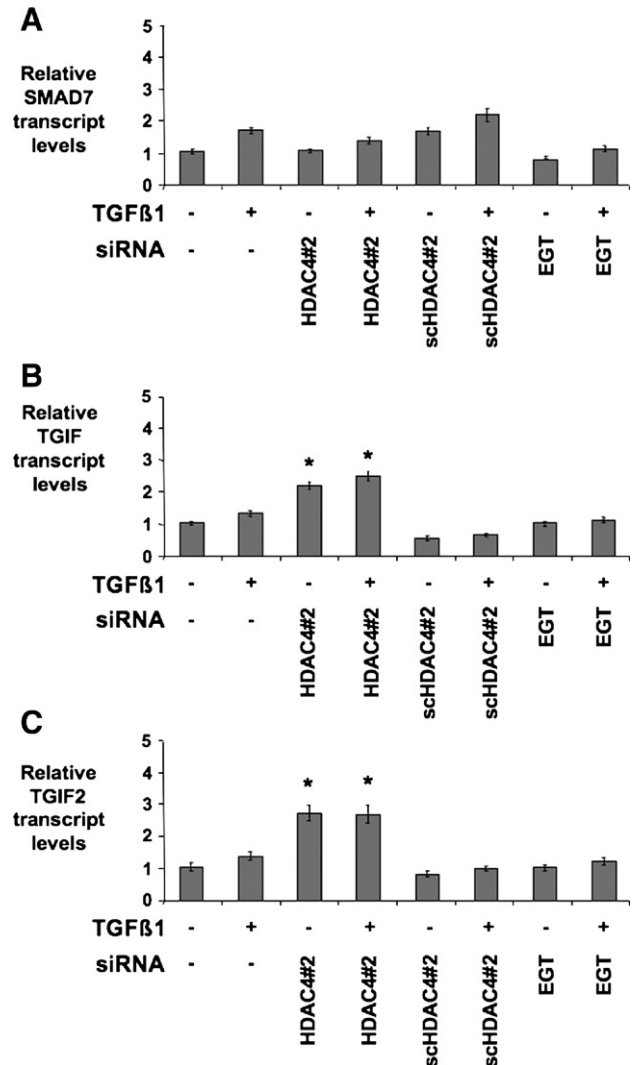 A
Relative
SMAD7
transcript
levels
5
4
3
2
1
0
TGFß1 - + - + - + - +
siRNA - - HDAC4#2 HDAC4#2 scHDAC4#2 scHDAC4#2 EGT EGT
B
Relative
TGIF
transcript
levels
5
4
3
2
1
0
* *
TGFß1 - + - + - + - +
siRNA - - HDAC4#2 HDAC4#2 scHDAC4#2 scHDAC4#2 EGT EGT
C
Relative
TGIF2
transcript
levels
5
4
3
2
1
0
* *
TGFß1 - + - + - + - +
siRNA - - HDAC4#2 HDAC4#2 scHDAC4#2 scHDAC4#2 EGT EGT